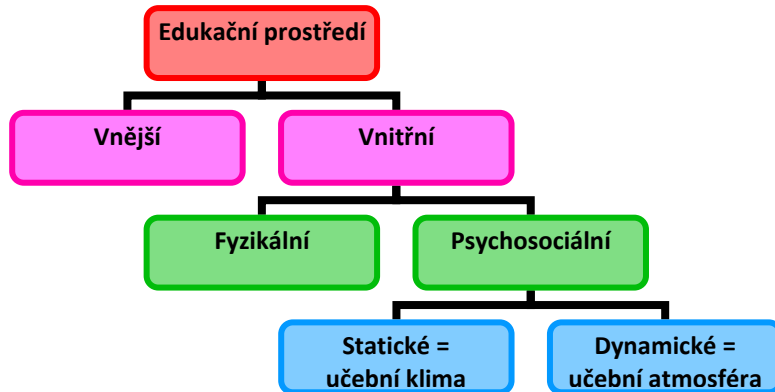 Edukační prostředí
Vnější
Vnitřní
Fyzikální
Psychosociální
Statické =
učební klima
Dynamické =
učební atmosféra